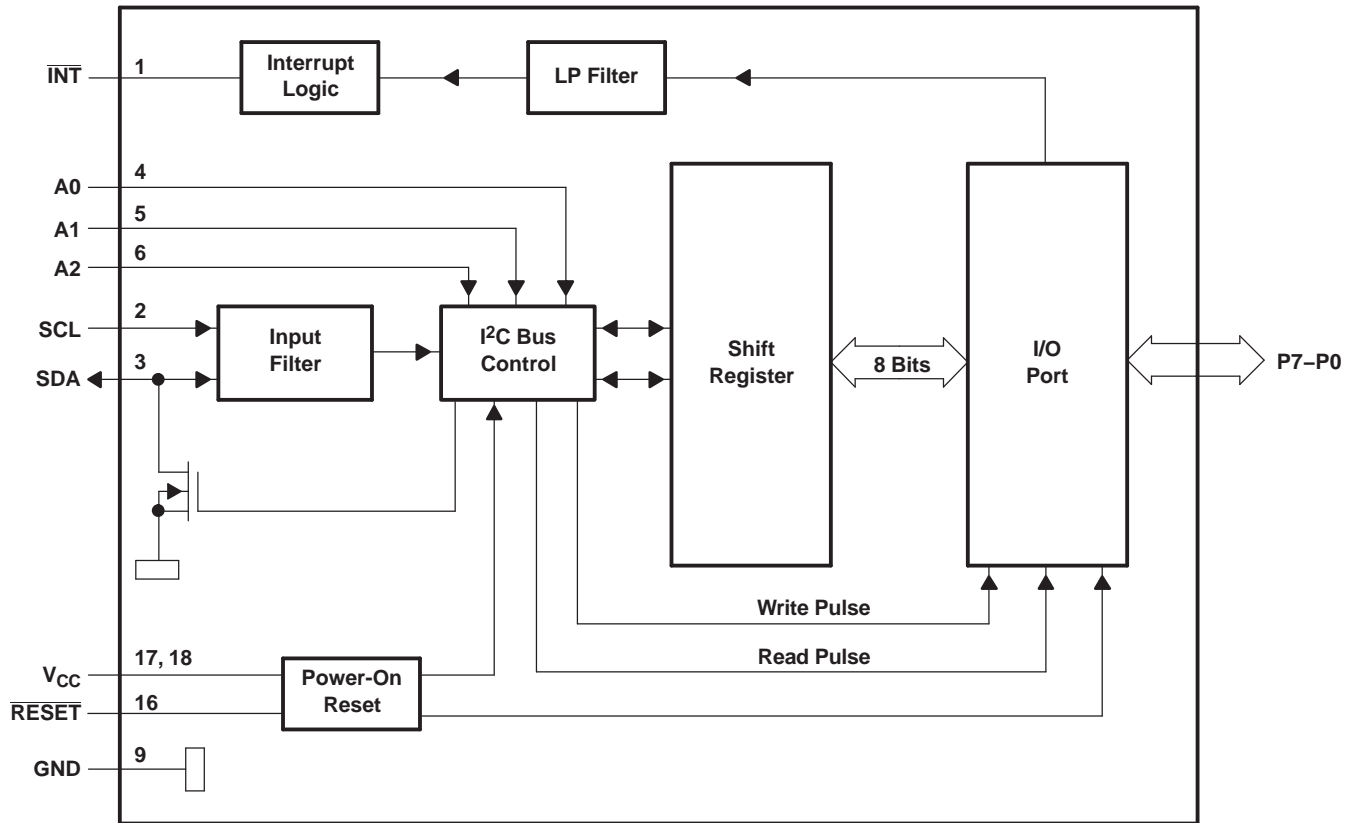 INT
1
Interrupt
Logic
LP Filter
A0
4
A1
5
A2
6
SCL
2
SDA
3
Input
Filter
I2C Bus
Control
Shift
Register
8 Bits
I/O
Port
P7–P0
Write Pulse
Read Pulse
VCC
17, 18
RESET
16
Power-On
Reset
GND
9